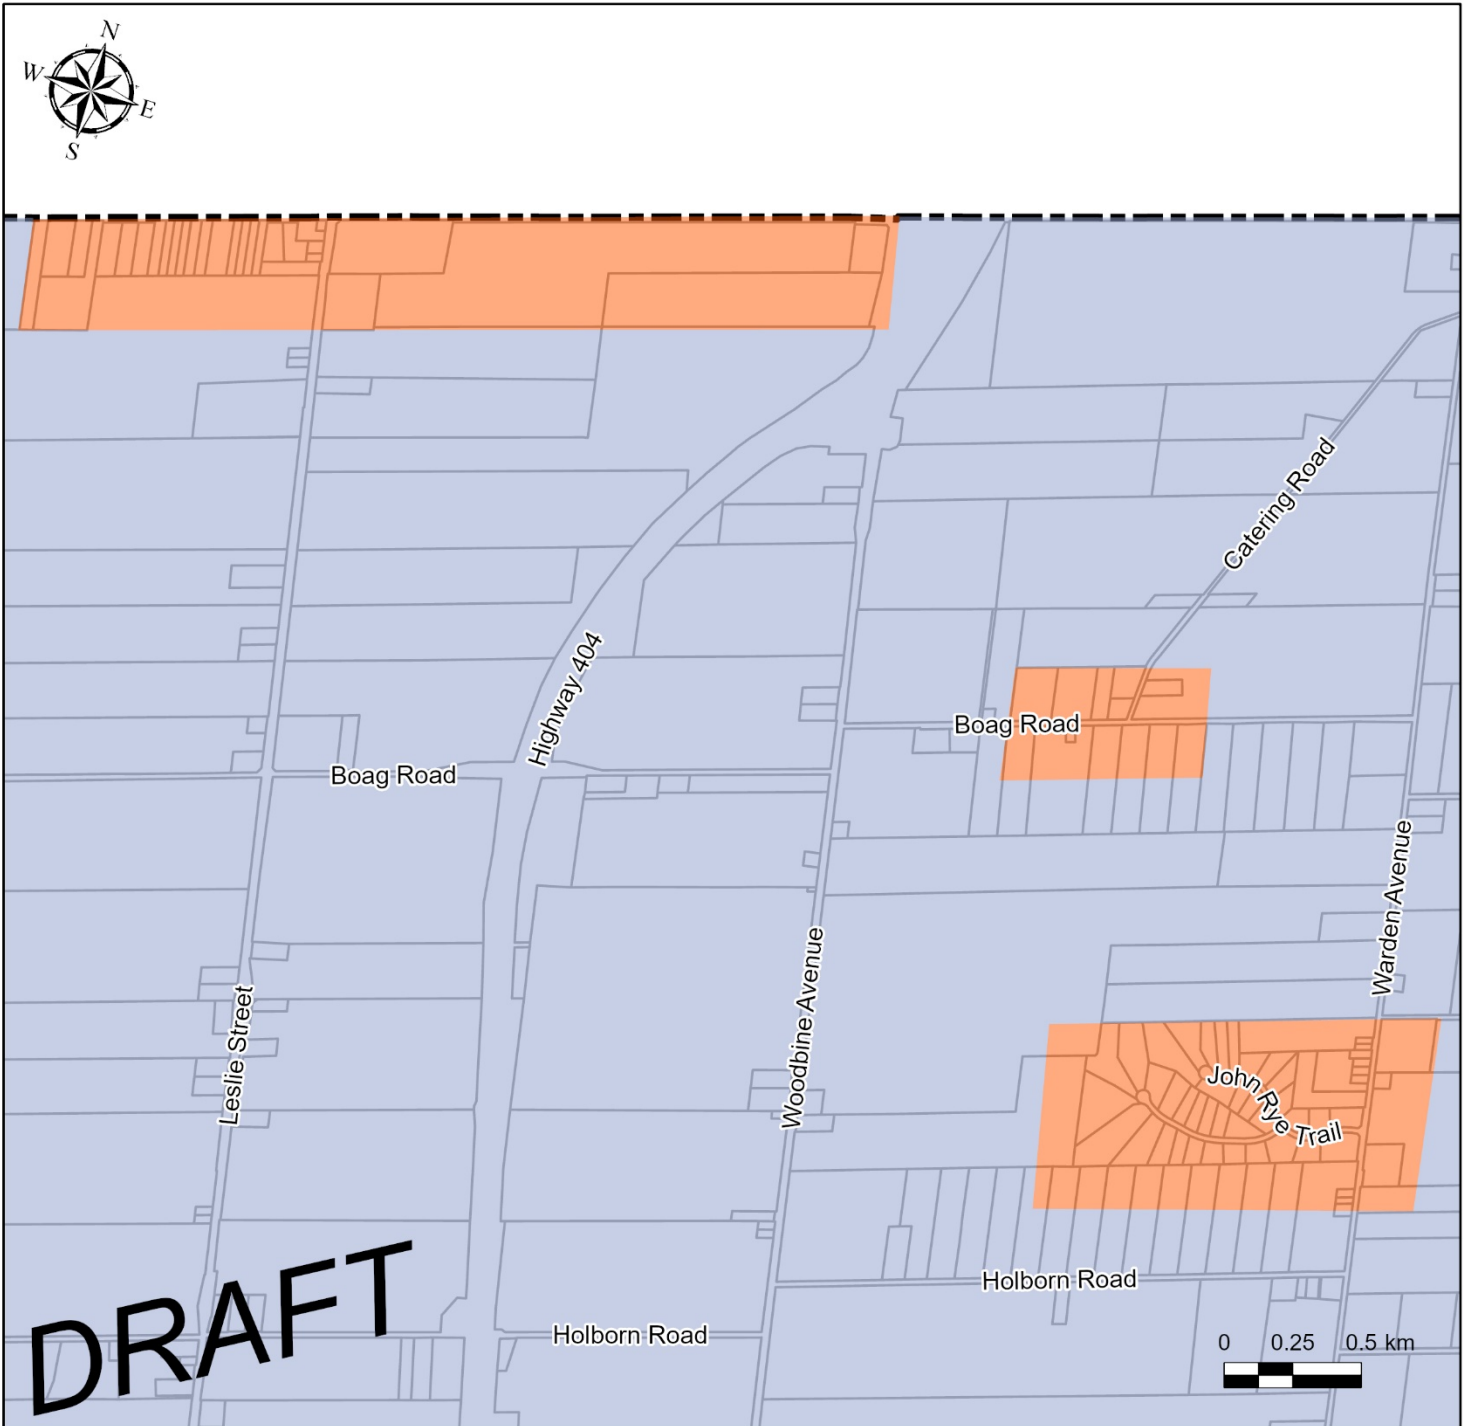 N
W
E
S
Catering Road
Highway 404
Boag Road
Boag Road
Warden Avenue
Woodbine Avenue
Leslie Street
John Rye Trail
Holborn Road
Holborn Road
DRAFT
0 0.25 0.5 km